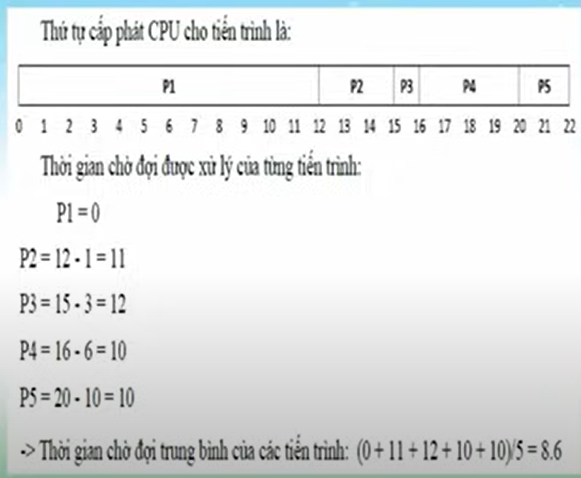 Thứ tự cấp phát CPU cho tiến trình là:
P1 P2 P3 P4 P5
0 1 2 3 4 5 6 7 8 9 10 11 12 13 14 15 16 17 18 19 20 21 22
Thời gian chờ đợi được xử lý của từng tiến trình:
P1 = 0
P2 = 12 - 1 = 11
P3 = 15 - 3 = 12
P4 = 16 - 6 = 10
P5 = 20 - 10 = 10
-> Thời gian chờ đợi trung bình của các tiến trình: (0 + 11 + 12 + 10 + 10)/5 = 8.6